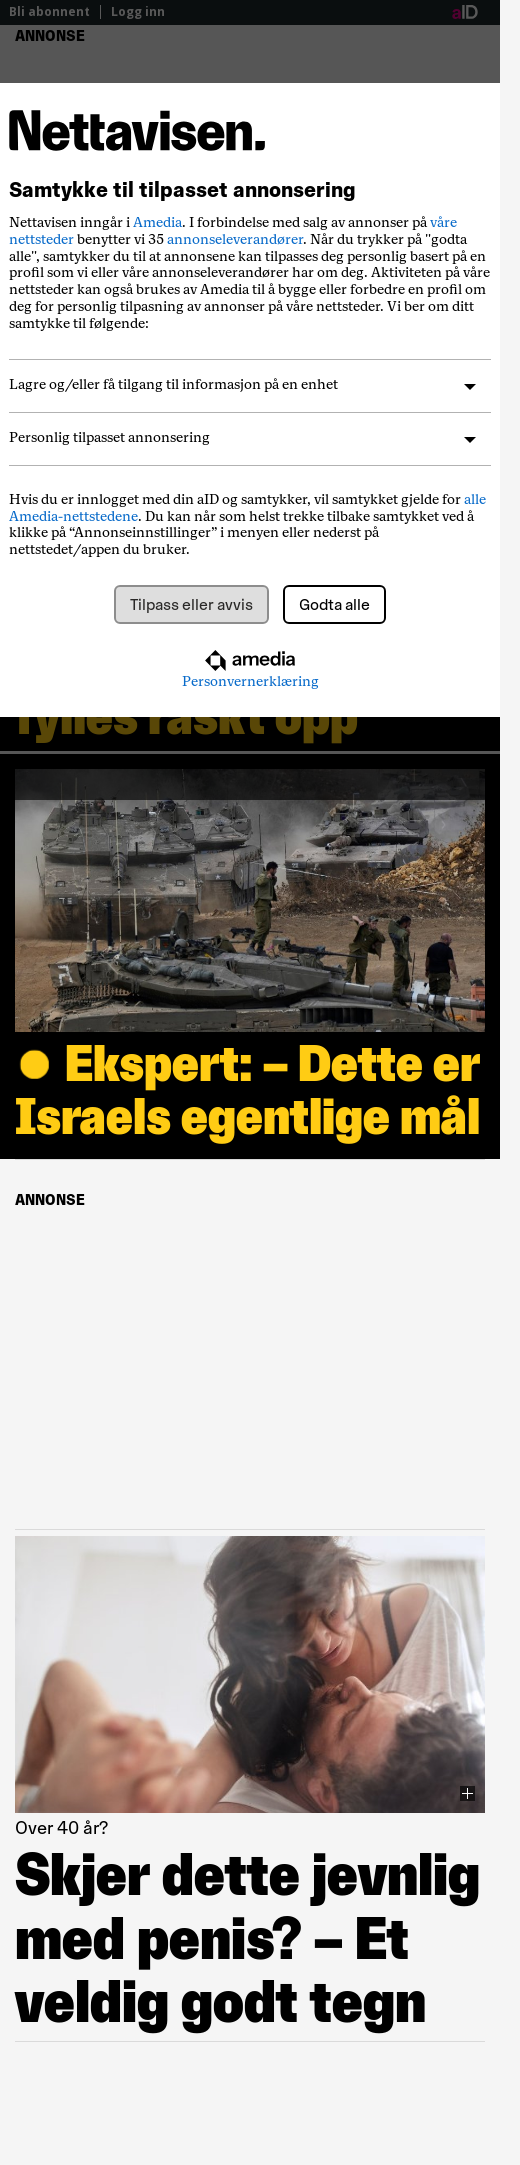 Bli abonnent | Logg inn
aID
ANNONSE
Nettavisen.
Samtykke til tilpasset annonsering
Nettavisen inngår i Amedia. I forbindelse med salg av annonser på våre
nettsteder benytter vi 35 annonseleverandører. Når du trykker på "godta
alle", samtykker du til at annonsene kan tilpasses deg personlig basert på en
profil som vi eller våre annonseleverandører har om deg. Aktiviteten på våre
nettsteder kan også brukes av Amedia til å bygge eller forbedre en profil om
deg for personlig tilpasning av annonser på våre nettsteder. Vi ber om ditt
samtykke til følgende:
Lagre og/eller få tilgang til informasjon på en enhet
Personlig tilpasset annonsering
Hvis du er innlogget med din aID og samtykker, vil samtykket gjelde for alle
Amedia-nettstedene. Du kan når som helst trekke tilbake samtykket ved å
klikke på “Annonseinnstillinger” i menyen eller nederst på
nettstedet/appen du bruker.
Tilpass eller avvis
Godta alle
amedia
Personvernerklæring
fylles raskt opp
Ekspert: – Dette er
Israels egentlige mål
ANNONSE
Over 40 år?
Skjer dette jevnlig
med penis? – Et
veldig godt tegn